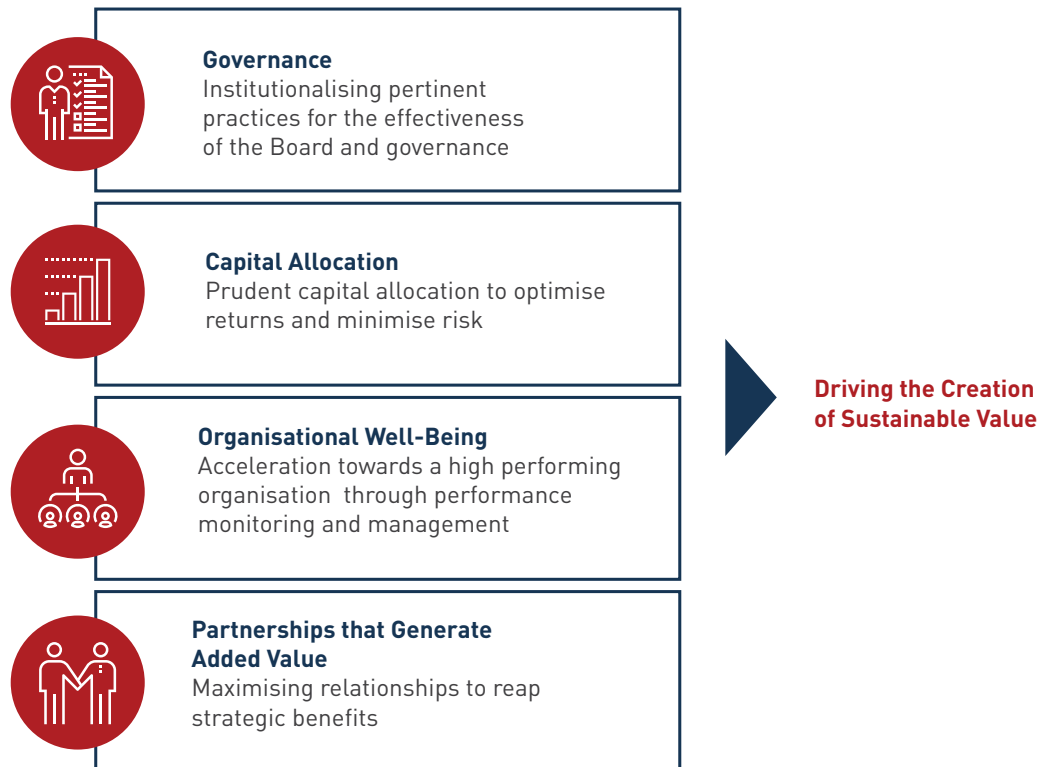 Governance
Institutionalising pertinent
practices for the effectiveness
of the Board and governance
Capital Allocation
Prudent capital allocation to optimise
returns and minimise risk
Organisational Well-Being
Acceleration towards a high performing
organisation  through performance
monitoring and management
Partnerships that Generate
Added Value
Maximising relationships to reap
strategic benefits
Driving the Creation
of Sustainable Value